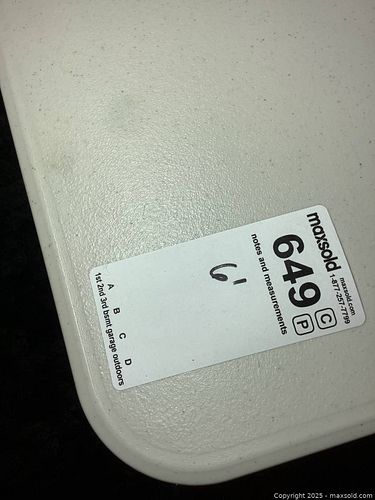 maxsold
maxsold.com
1-877-257-7799
649
C
P
notes and measurements
6'
A B C D
1st 2nd 3rd bsmt garage outdoors
Copyright 2025 - maxsold.com